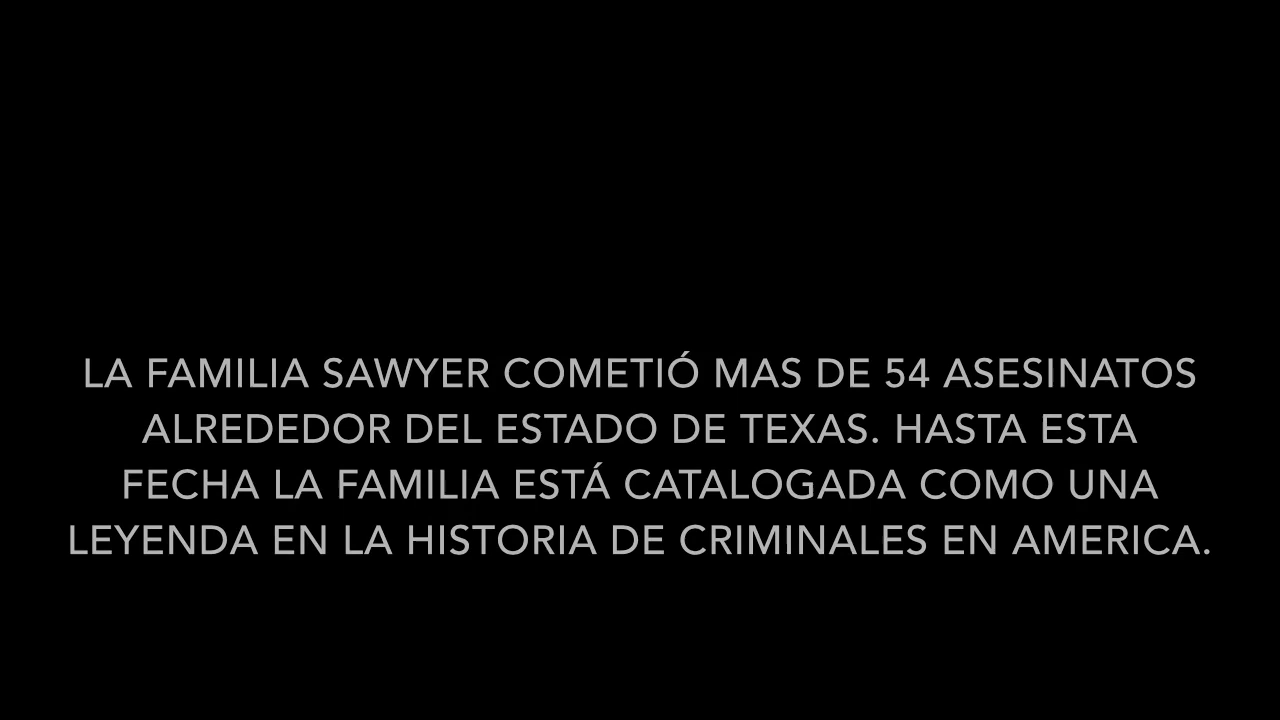 LA FAMILIA SAWYER COMETIÓ MAS DE 54 ASESINATOS
ALREDEDOR DEL ESTADO DE TEXAS. HASTA ESTA
FECHA LA FAMILIA ESTÁ CATALOGADA COMO UNA
LEYENDA EN LA HISTORIA DE CRIMINALES EN AMERICA.